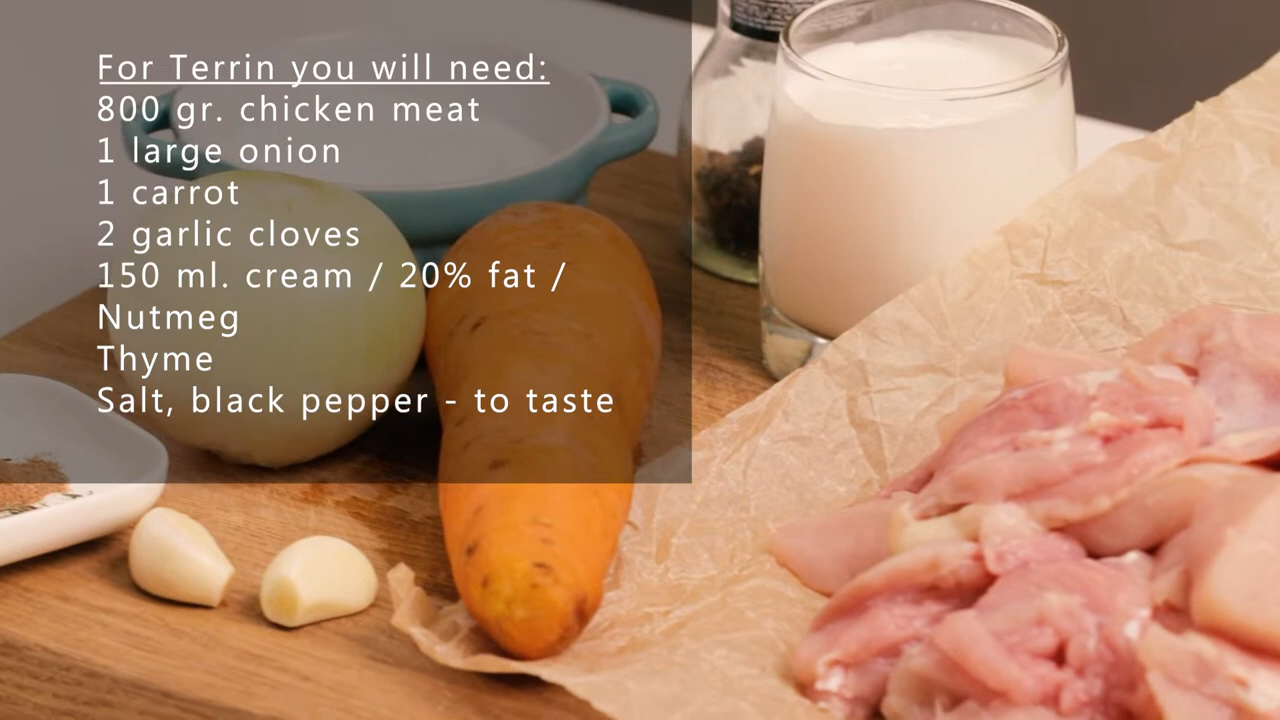 For Terrin you will need:
800 gr. chicken meat
1 large onion
1 carrot
2 garlic cloves
150 ml. cream / 20% fat /
Nutmeg
Thyme
Salt, black pepper - to taste